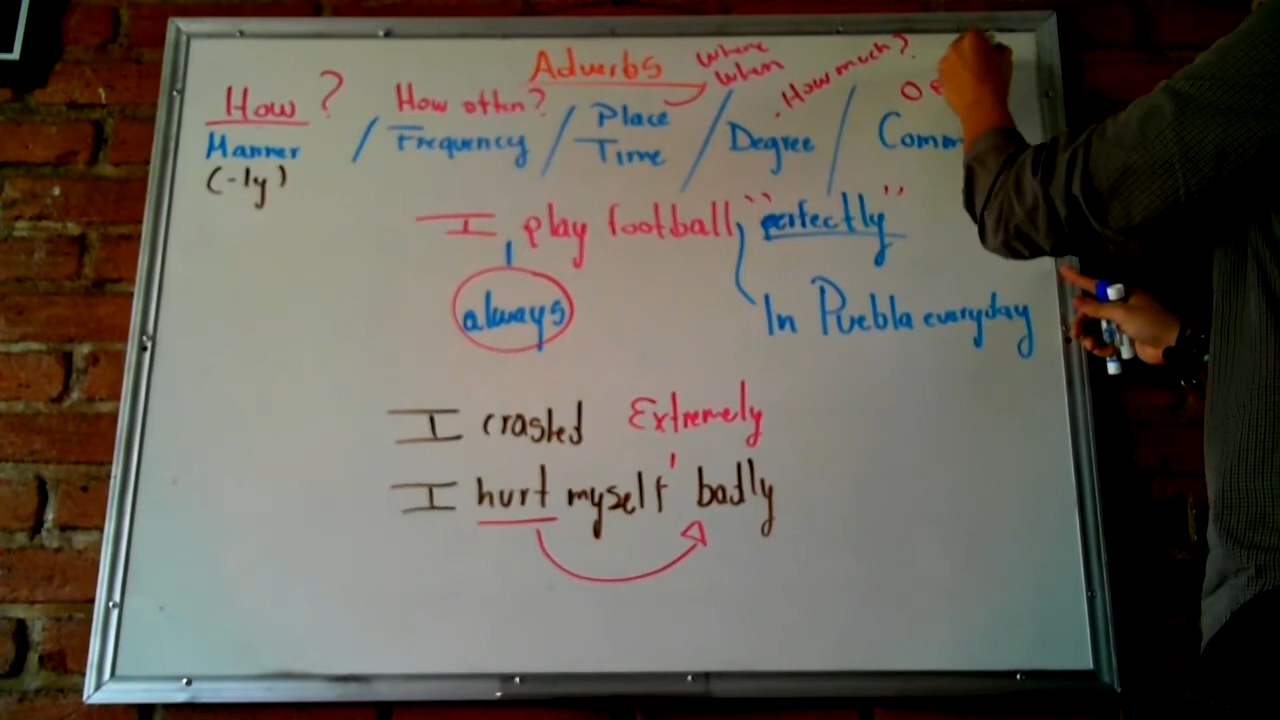 Adverbs
where
when
How ?
How often?
How much?
Manner / Frequency / Place
Time / Degree /
(-ly)
I play football "perfectly"
always
In Puebla everyday
I crashed Extremely
I hurt myself badly